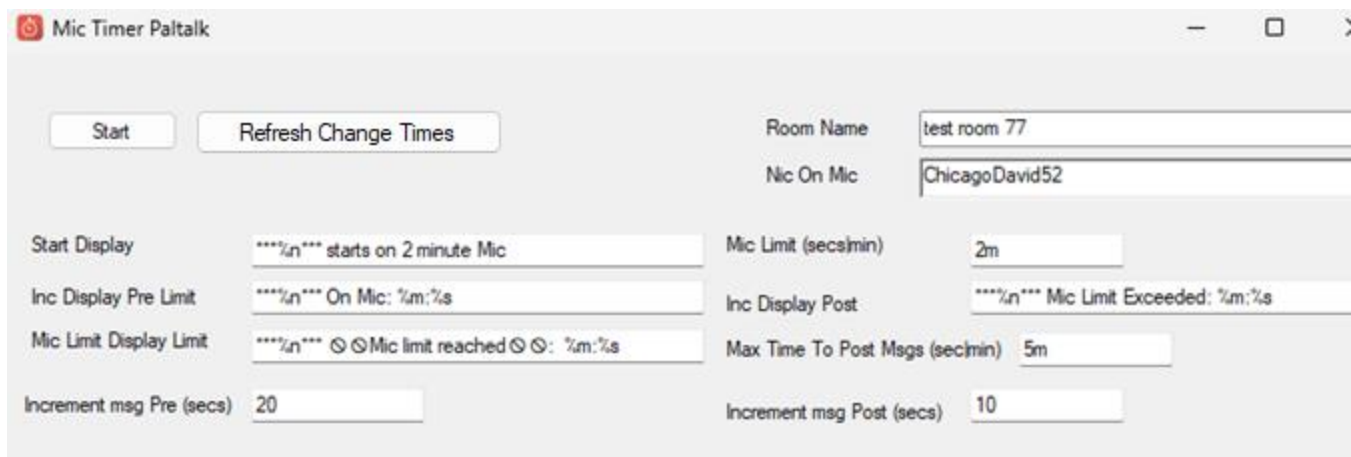 Mic Timer Paltalk
Start Refresh Change Times
Room Name test room 77
Nic On Mic ChicagoDavid52
Start Display ***%n*** starts on 2 minute Mic Mic Limit (secs|min) 2m
Inc Display Pre Limit ***%n*** On Mic: %m:%s Inc Display Post ***%n*** Mic Limit Exceeded: %m:%s
Mic Limit Display Limit ***%n*** 🛇 🛇Mic limit reached🛇 🛇: %m:%s Max Time To Post Msgs (sec|min) 5m
Increment msg Pre (secs) 20 Increment msg Post (secs) 10